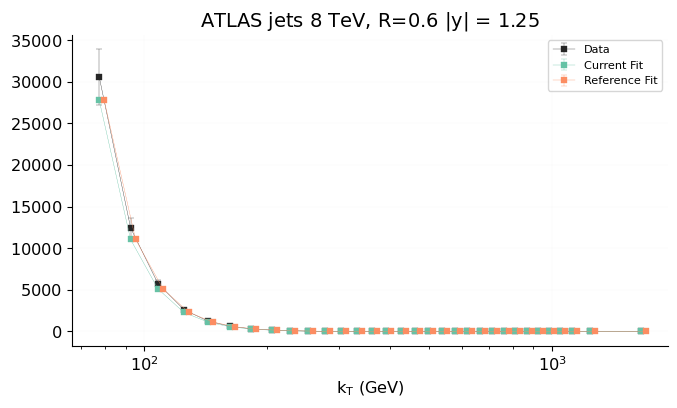 ATLAS jets 8 TeV, R=0.6 |y| = 1.25
35000
30000
25000
20000
15000
10000
5000
0
Data
Current Fit
Reference Fit
10²
10³
k_T (GeV)